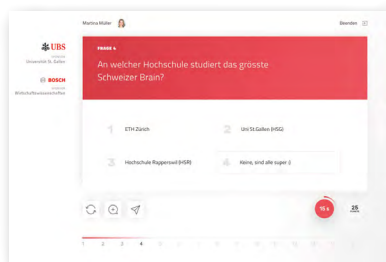 Martina Müller
Beenden
UBS
Universität St. Gallen
BOSCH
Wirtschaftswissenschaften
FRAGE 4
An welcher Hochschule studiert das grösste
Schweizer Brain?
1 ETH Zürich
2 Uni St.Gallen (HSG)
3 Hochschule Rapperswil (HSR)
4 Keine, sind alle super :)
15 s
25
1 2 3 4